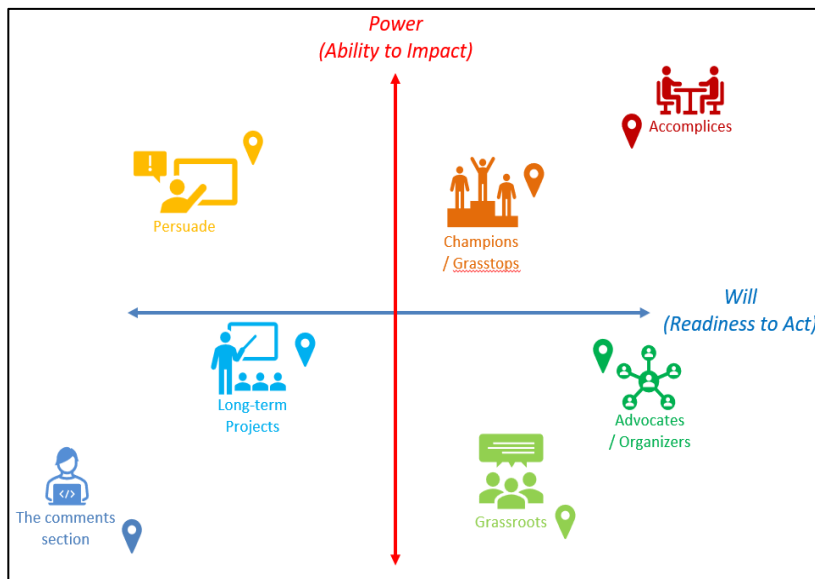 Power
(Ability to Impact)
Accomplices
!
Persuade
Champions
/ Grasstops
Will
(Readiness to Act)
Long-term
Projects
Advocates
/ Organizers
</>
The comments
section
Grassroots